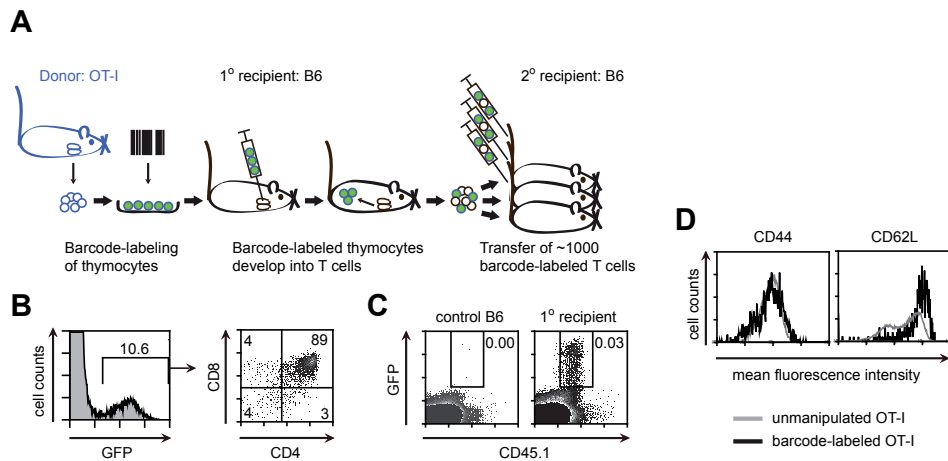 A
Donor: OT-I
1° recipient: B6
2° recipient: B6
Barcode-labeling
of thymocytes
Barcode-labeled thymocytes
develop into T cells
Transfer of ~1000
barcode-labeled T cells
B
10.6
cell counts
GFP
4
89
4
3
CD8
CD4
C
control B6
1° recipient
0.00
0.03
GFP
CD45.1
D
CD44
CD62L
cell counts
mean fluorescence intensity
unmanipulated OT-I
barcode-labeled OT-I